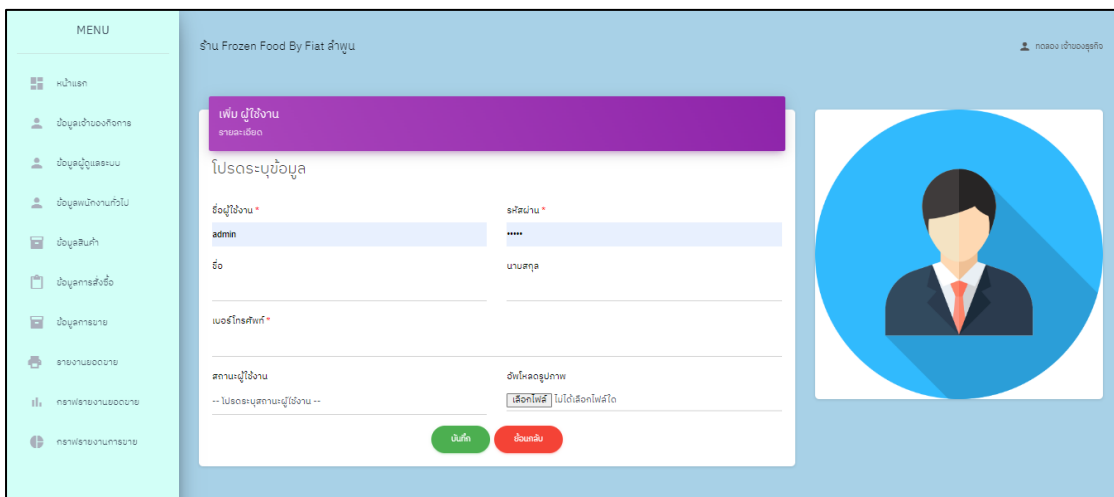 MENU
หน้าแรก
ข้อมูลเจ้าของกิจการ
ข้อมูลผู้ดูแลระบบ
ข้อมูลพนักงานทั่วไป
ข้อมูลสินค้า
ข้อมูลการสั่งซื้อ
ข้อมูลการขาย
รายงานยอดขาย
กราฟรายงานยอดขาย
กราฟรายงานการขาย
ร้าน Frozen Food By Fiat ลำพูน
ทดลอง เจ้าของธุรกิจ
เพิ่ม ผู้ใช้งาน
รายละเอียด
โปรดระบุข้อมูล
ชื่อผู้ใช้งาน * รหัสผ่าน *
admin •••••
ชื่อ นามสกุล
เบอร์โทรศัพท์ *
สถานะผู้ใช้งาน อัพโหลดรูปภาพ
-- โปรดระบุสถานะผู้ใช้งาน -- เลือกไฟล์ ไม่ได้เลือกไฟล์ใด
บันทึก ย้อนกลับ